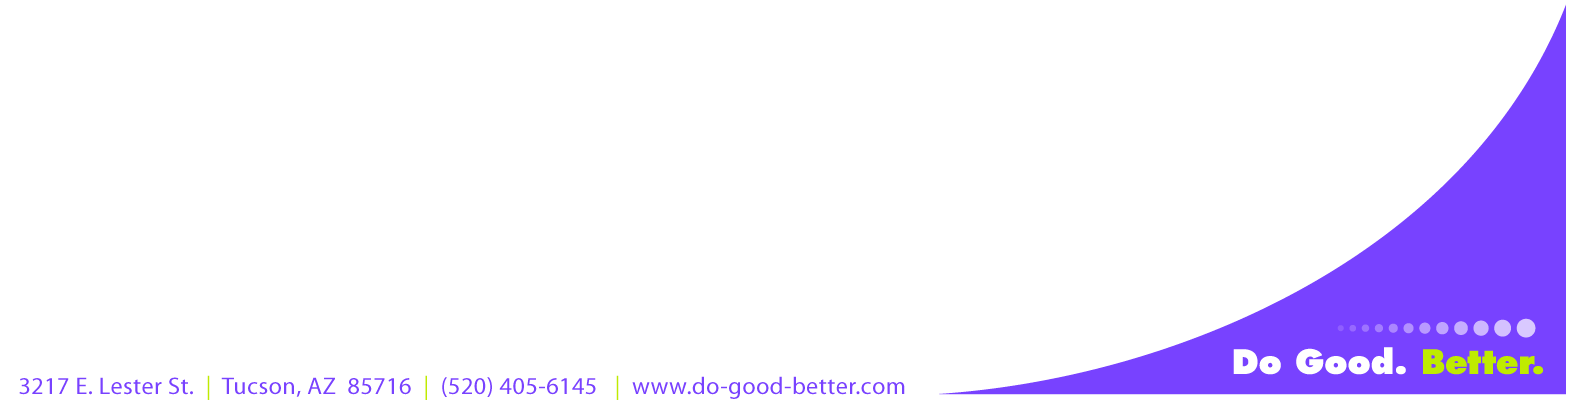 Do Good. Better.
3217 E. Lester St. | Tucson, AZ 85716 | (520) 405-6145 | www.do-good-better.com